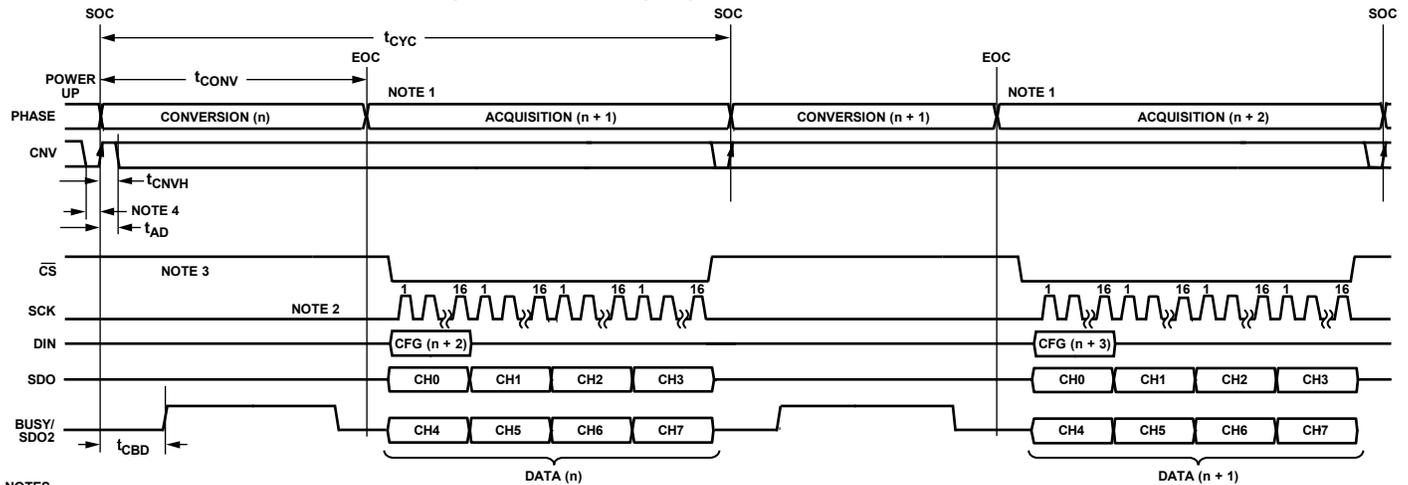 SOC SOC SOC
tCYC
EOC EOC
tCONV
POWER UP
NOTE 1 NOTE 1
PHASE CONVERSION (n) ACQUISITION (n + 1) CONVERSION (n + 1) ACQUISITION (n + 2)
CNV
tCNVH
NOTE 4
tAD
CS NOTE 3
1 16 1 16 1 16 1 16 1 16 1 16 1 16 1 16
SCK NOTE 2
DIN CFG (n + 2) CFG (n + 3)
SDO CH0 CH1 CH2 CH3 CH0 CH1 CH2 CH3
BUSY/ SDO2 CH4 CH5 CH6 CH7 CH4 CH5 CH6 CH7
tCBD
DATA (n) DATA (n + 1)